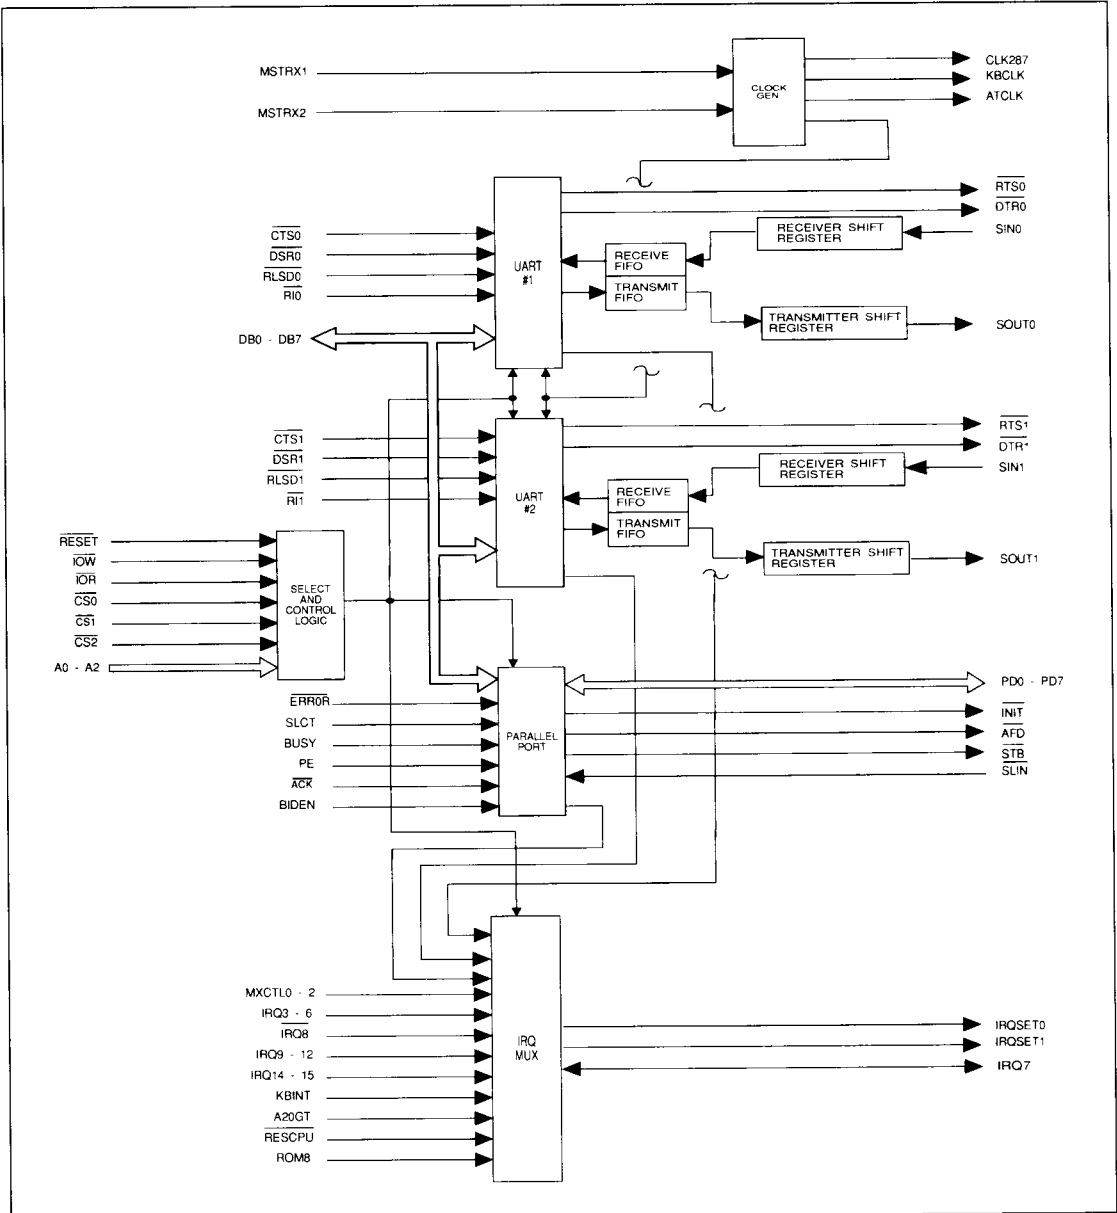 MSTRX1
MSTRX2
CLOCK
GEN
CLK287
KBCLK
ATCLK
CTS0
DSR0
RLSD0
RI0
DB0 - DB7
UART
#1
RECEIVE
FIFO
TRANSMIT
FIFO
RECEIVER SHIFT
REGISTER
TRANSMITTER SHIFT
REGISTER
RTS0
DTR0
SIN0
SOUT0
CTS1
DSR1
RLSD1
RI1
UART
#2
RECEIVE
FIFO
TRANSMIT
FIFO
RECEIVER SHIFT
REGISTER
TRANSMITTER SHIFT
REGISTER
RTS1
DTR1
SIN1
SOUT1
RESET
IOW
IOR
CS0
CS1
CS2
A0 - A2
SELECT
AND
CONTROL
LOGIC
ERROR
SLCT
BUSY
PE
ACK
BIDEN
PARALLEL
PORT
PD0 - PD7
INIT
AFD
STB
SLIN
MXCTL0 - 2
IRQ3 - 6
IRQ8
IRQ9 - 12
IRQ14 - 15
KBINT
A20GT
RESCPU
ROM8
IRQ
MUX
IRQSET0
IRQSET1
IRQ7